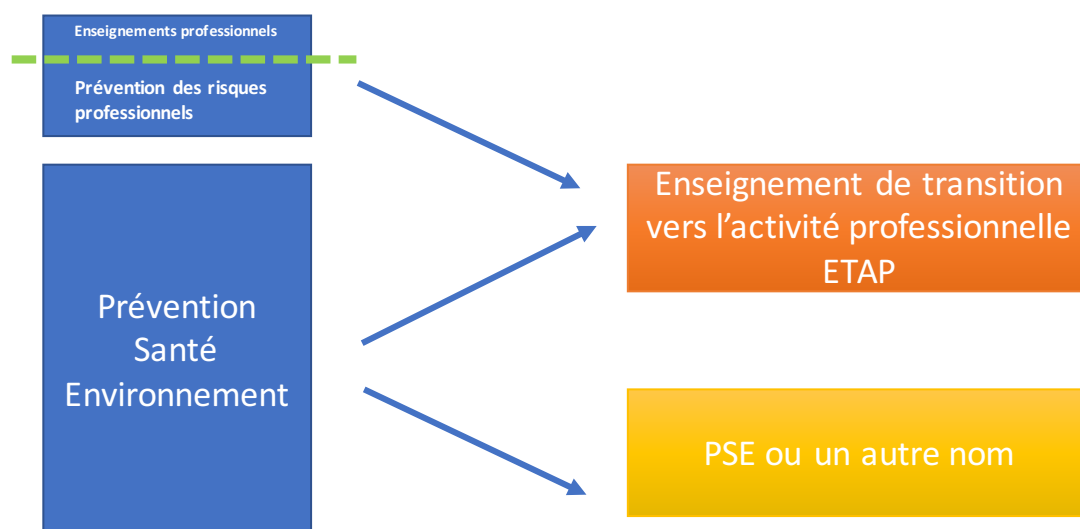 Enseignements professionnels
Prévention des risques
professionnels
Prévention
Santé
Environnement
Enseignement de transition
vers l’activité professionnelle
ETAP
PSE ou un autre nom